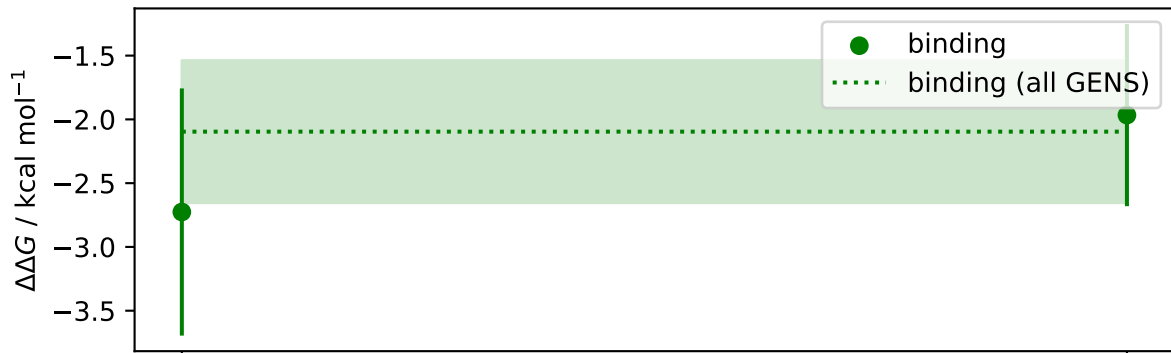 ΔΔG / kcal mol⁻¹
−1.5
−2.0
−2.5
−3.0
−3.5
binding
binding (all GENS)